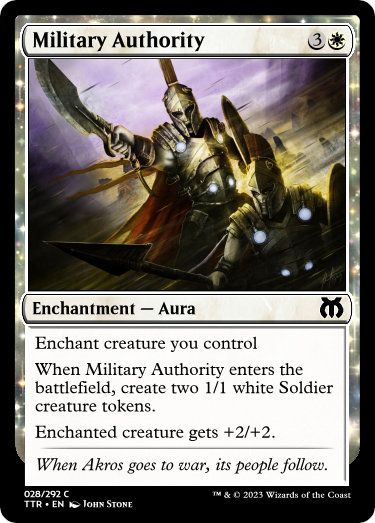 Military Authority 3
Enchantment — Aura
Enchant creature you control
When Military Authority enters the
battlefield, create two 1/1 white Soldier
creature tokens.
Enchanted creature gets +2/+2.
When Akros goes to war, its people follow.
028/292 C
TTR • EN John Stone
™ & © 2023 Wizards of the Coast